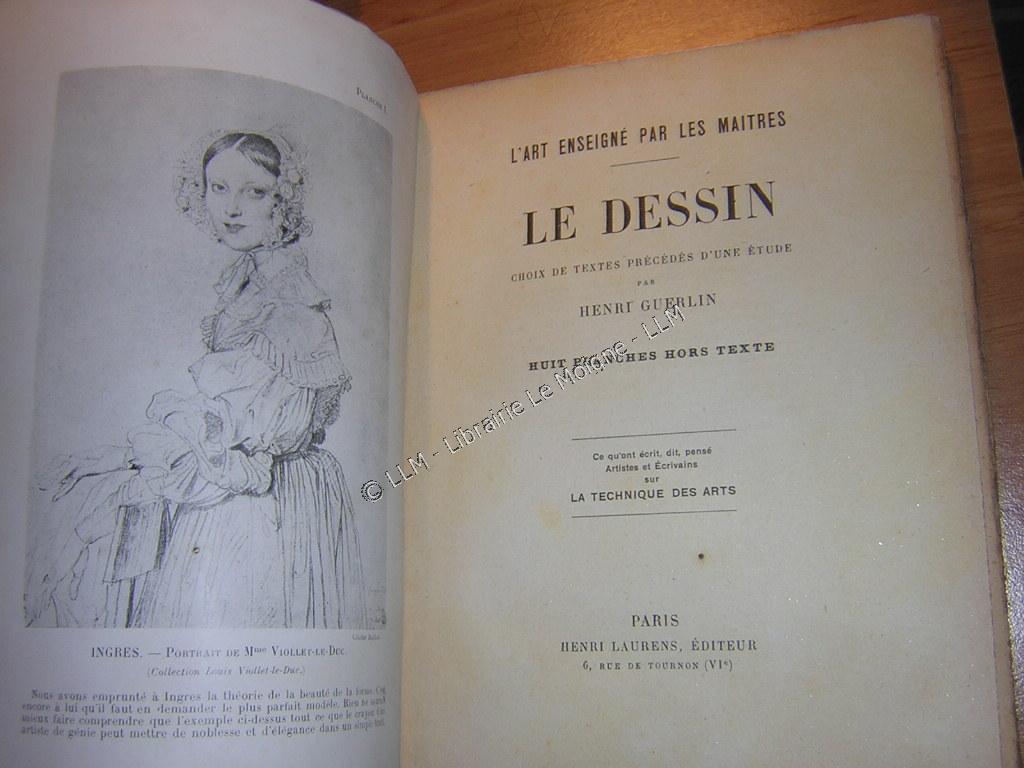 PLANCHE I
INGRES. — PORTRAIT DE Mme VIOLLET-LE-DUC.
(Collection Louis Viollet-le-Duc.)
Nous avons emprunté à Ingres la théorie de la beauté de la forme. C'est
encore à lui qu'il faut en demander le plus parfait modèle. Rien ne saurait
mieux faire comprendre que l'exemple ci-dessus tout ce que le crayon d'un
artiste de génie peut mettre de noblesse et d'élégance dans un simple
L'ART ENSEIGNÉ PAR LES MAITRES
LE DESSIN
CHOIX DE TEXTES PRÉCÉDÉS D'UNE ÉTUDE
PAR
HENRI GUERLIN
HUIT PLANCHES HORS TEXTE
Ce qu'ont écrit, dit, pensé
Artistes et Écrivains
sur
LA TECHNIQUE DES ARTS
PARIS
HENRI LAURENS, ÉDITEUR
6, RUE DE TOURNON (VIe)
© LLM - Librairie Le Moigne - LLM